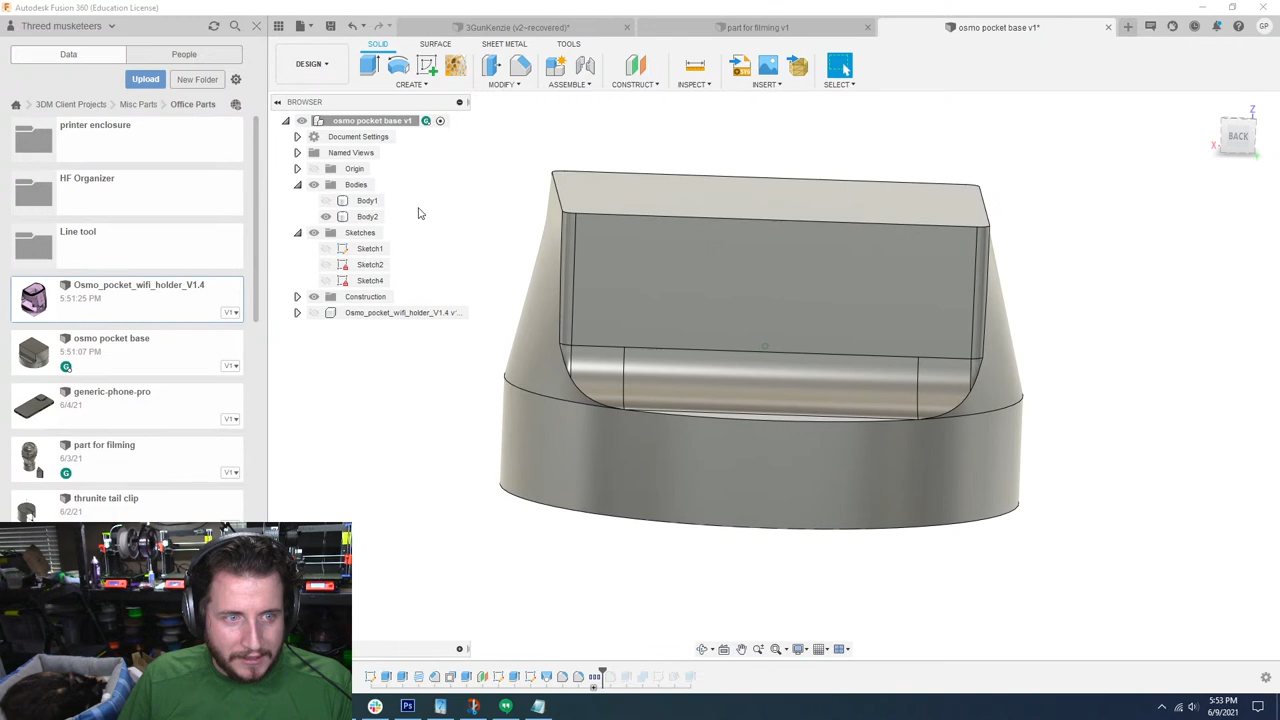 Autodesk Fusion 360 (Education License)
Threed musketeers
3GunKenzie (v2~recovered)*
part for filming v1
osmo pocket base v1*
GP
Data
People
SOLID
SURFACE
SHEET METAL
TOOLS
Upload
New Folder
DESIGN
CREATE
MODIFY
ASSEMBLE
CONSTRUCT
INSPECT
INSERT
SELECT
3DM Client Projects
Misc Parts
Office Parts
BROWSER
printer enclosure
osmo pocket base v1
Document Settings
Named Views
Origin
Bodies
Body1
Body2
Sketches
Sketch1
Sketch2
Sketch4
Construction
Osmo_pocket_wifi_holder_V1.4 v'...
HF Organizer
Line tool
Osmo_pocket_wifi_holder_V1.4
5:51:25 PM
V1
osmo pocket base
5:51:07 PM
G
V1
generic-phone-pro
6/4/21
V1
part for filming
6/3/21
G
V1
thrunite tail clip
6/2/21
V1
Z
BACK
X
5:53 PM
6/9/2021